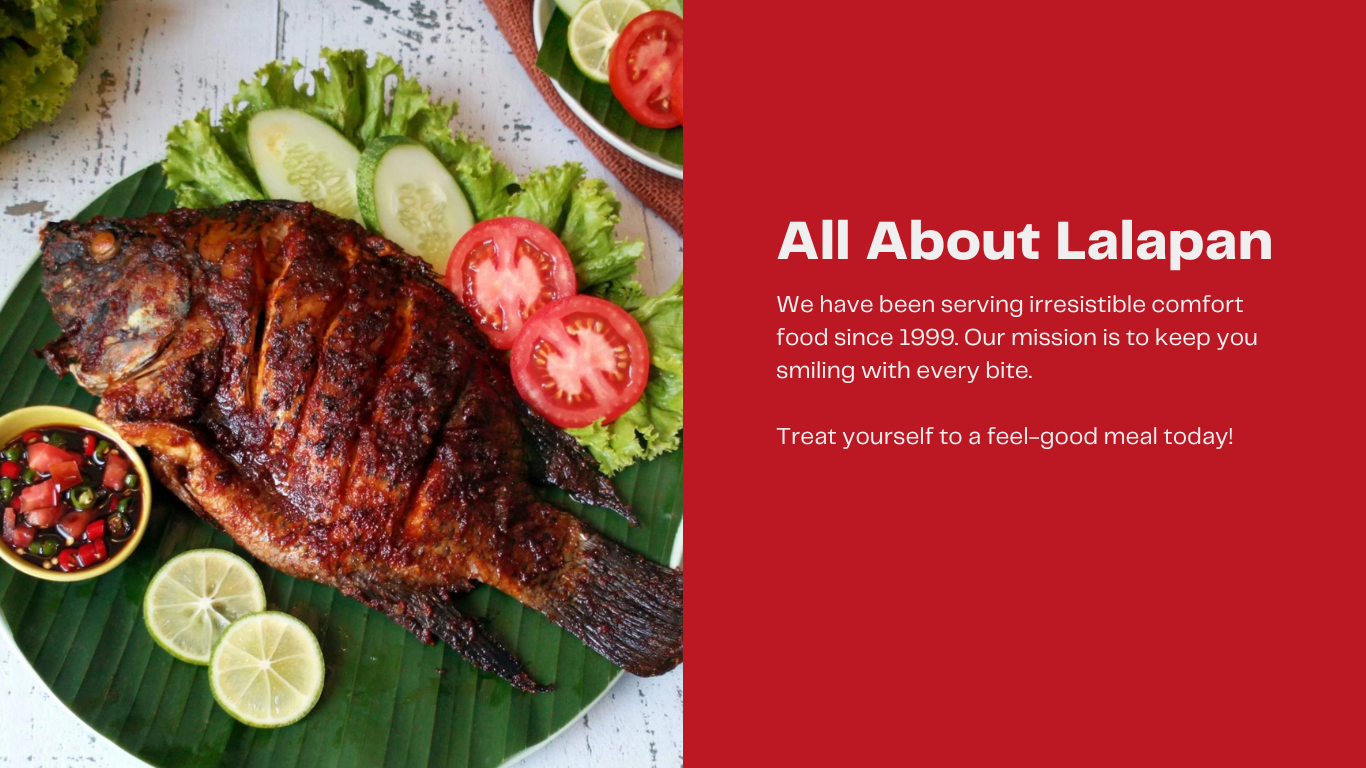 All About Lalapan
We have been serving irresistible comfort
food since 1999. Our mission is to keep you
smiling with every bite.
Treat yourself to a feel-good meal today!